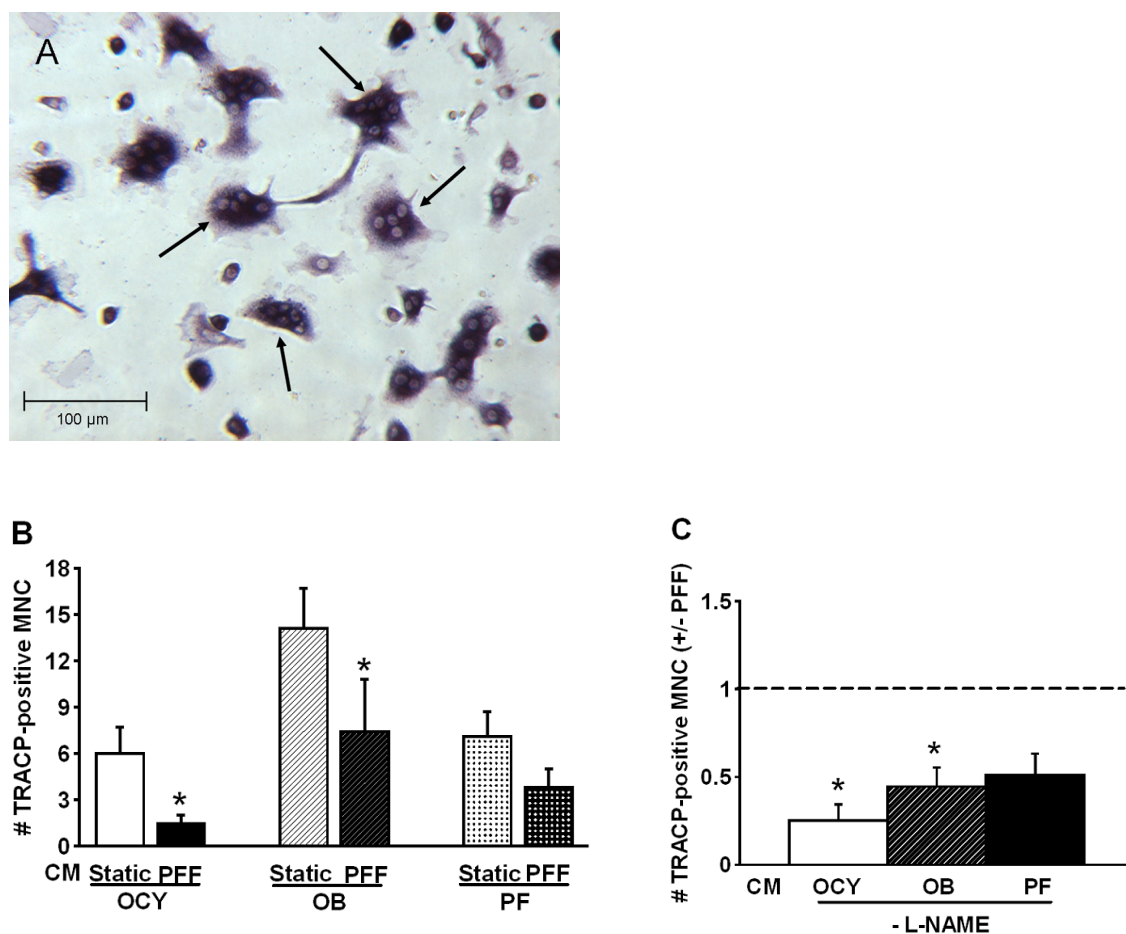 A
100 µm
B
# TRACP-positive MNC
18
15
12
9
6
3
0
*
*
CM Static PFF Static PFF Static PFF
OCY OB PF
C
# TRACP-positive MNC (+/- PFF)
1.5
1
0.5
0
*
*
CM OCY OB PF
- L-NAME